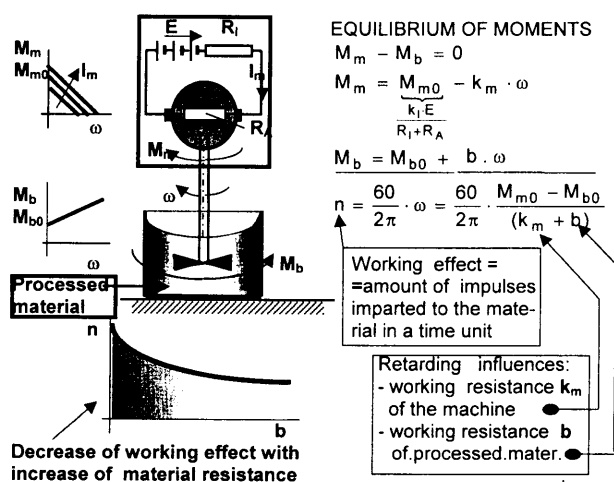 M_m
M_m0
I_m
ω
M_b
M_b0
ω
E
R_I
I_m
R_A
ω
M_b
Processed
material
n
b
Decrease of working effect with
increase of material resistance
EQUILIBRIUM OF MOMENTS
M_m − M_b = 0
M_m = M_m0 − k_m · ω
k_I·E
R_I+R_A
M_b = M_b0 + b . ω
n = 60/2π · ω = 60/2π · (M_m0 − M_b0)/(k_m + b)
Working effect =
=amount of impulses
imparted to the mate-
rial in a time unit
Retarding influences:
- working resistance k_m
of the machine
- working resistance b
of.processed.mater.